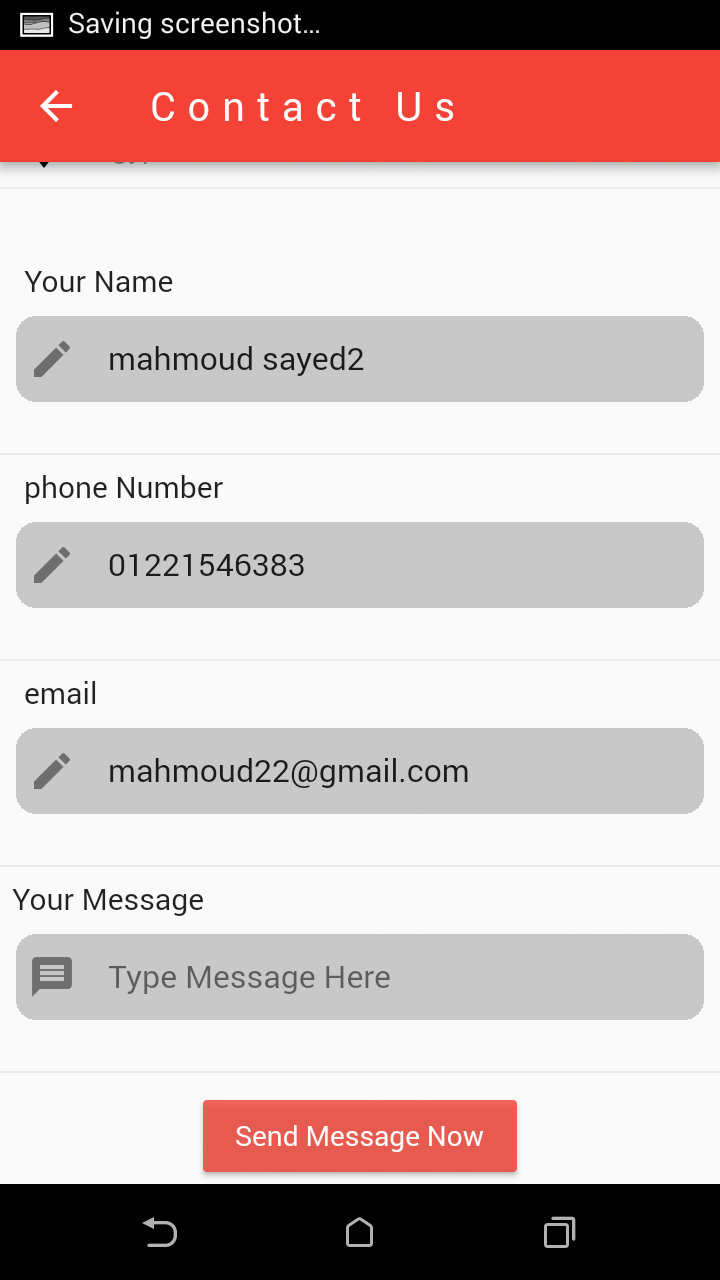 Saving screenshot...
Contact Us
Your Name
mahmoud sayed2
phone Number
01221546383
email
mahmoud22@gmail.com
Your Message
Type Message Here
Send Message Now